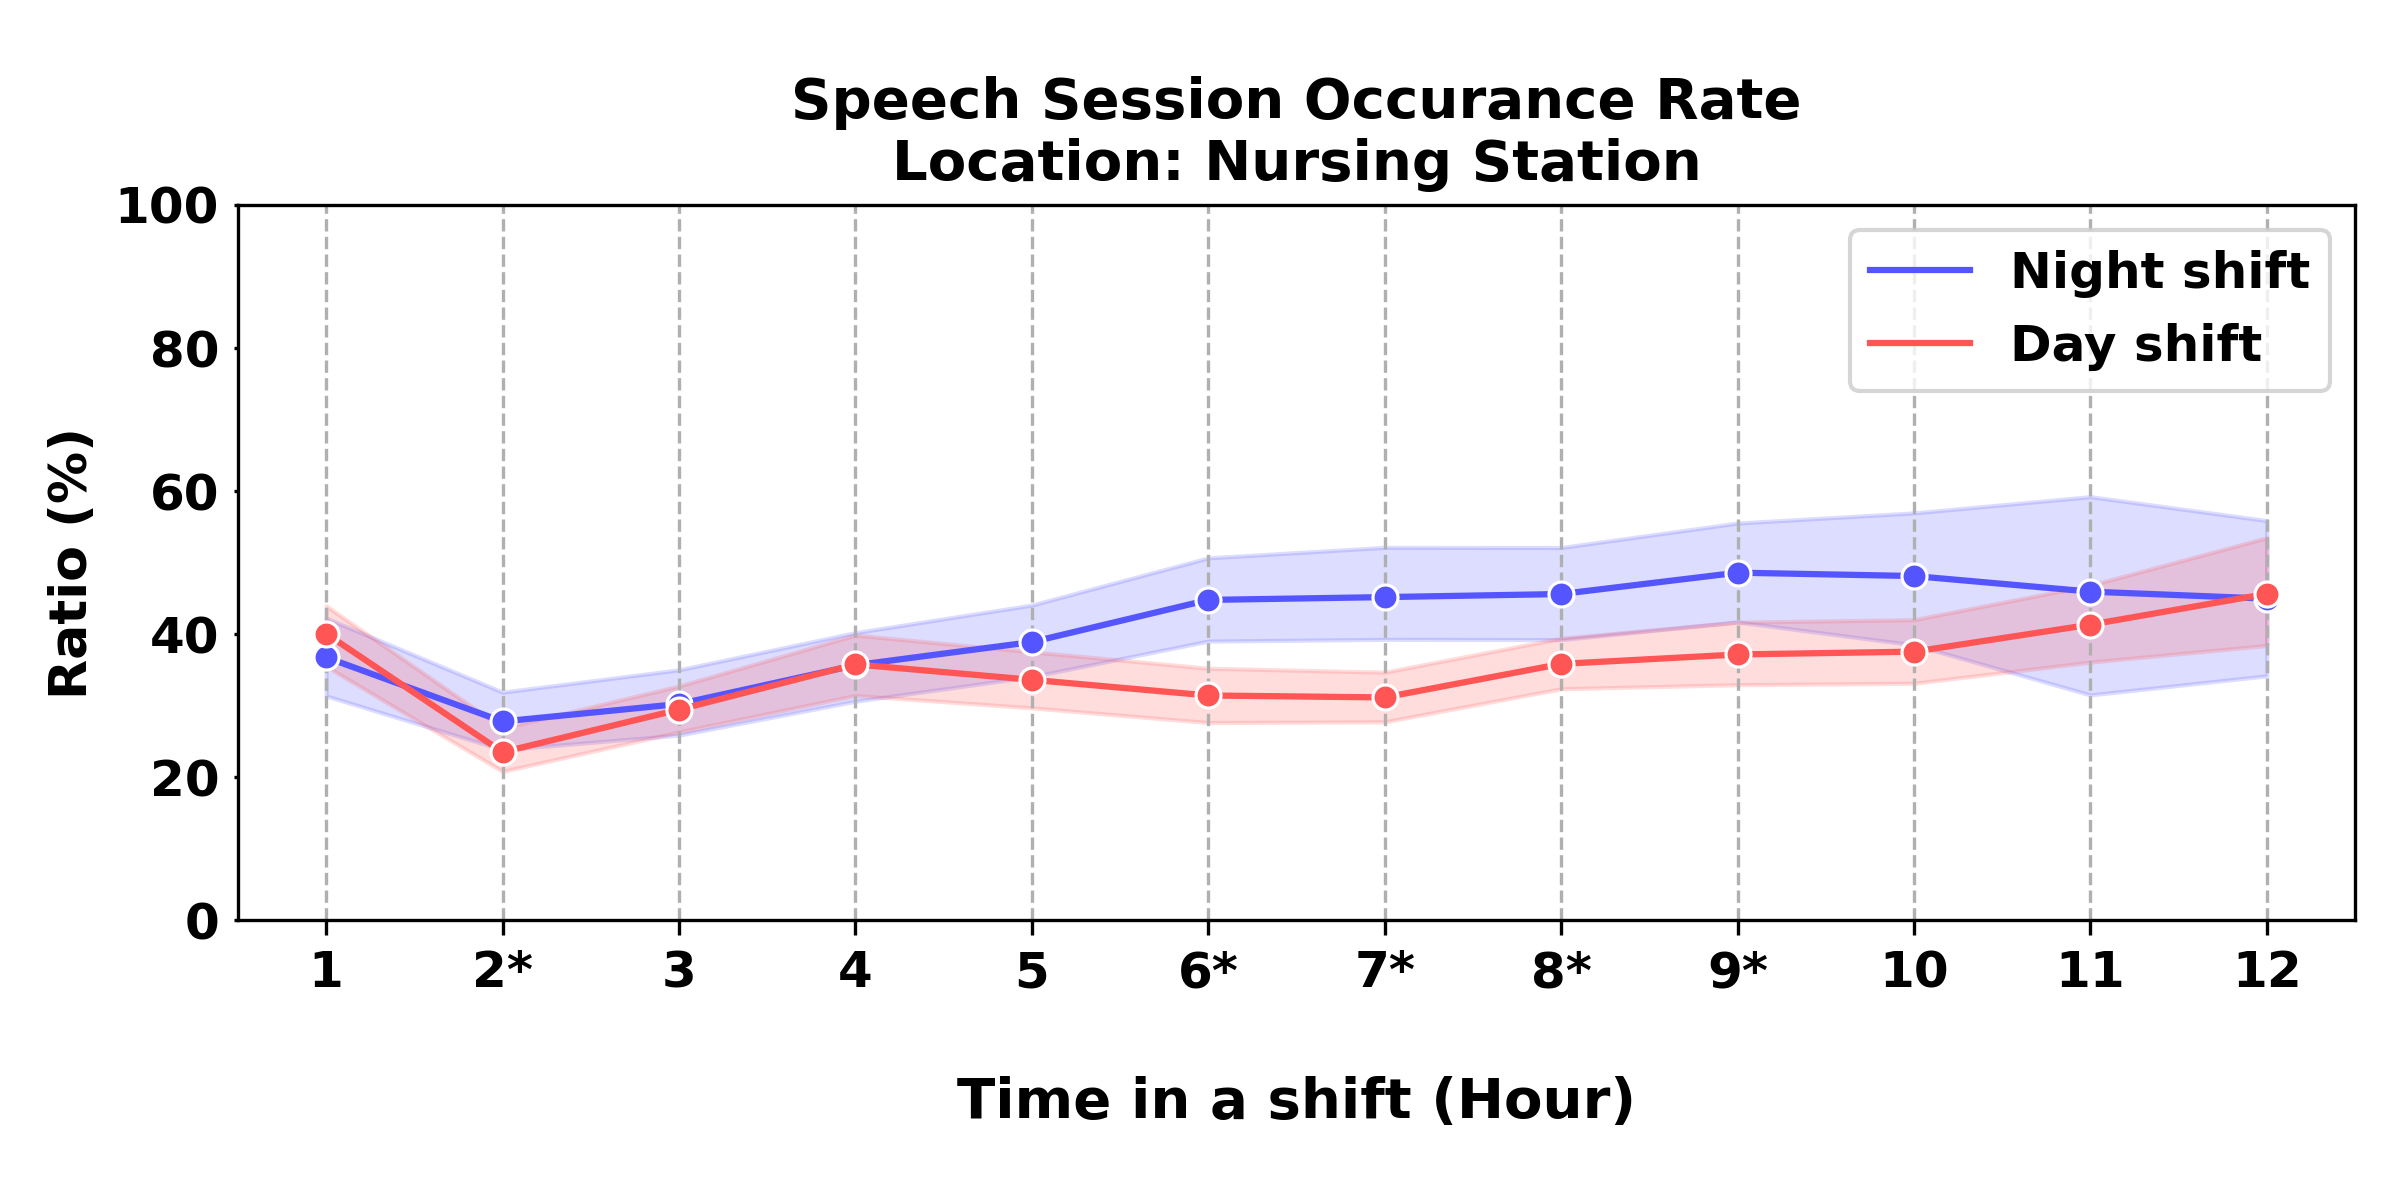 Speech Session Occurance Rate
Location: Nursing Station
Ratio (%)
100
80
60
40
20
0
Night shift
Day shift
1 2* 3 4 5 6* 7* 8* 9* 10 11 12
Time in a shift (Hour)